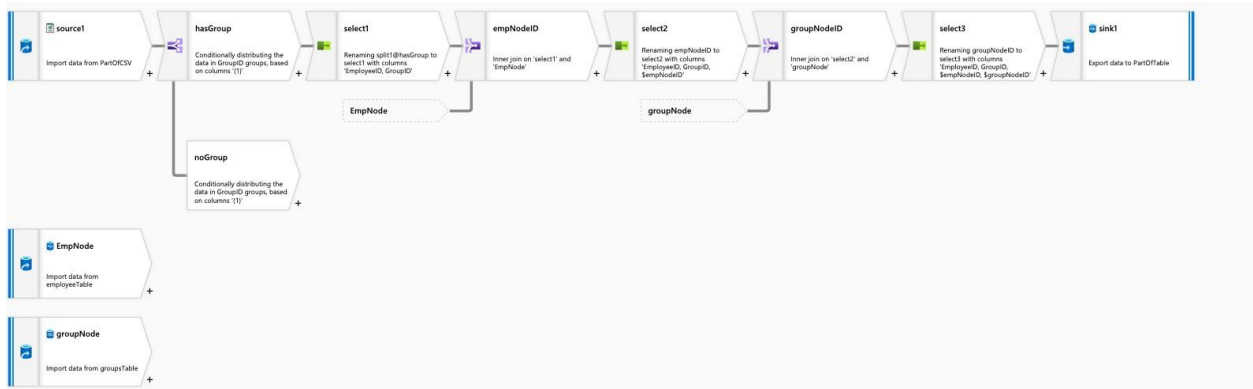 source1
Import data from PartOfCSV
+
hasGroup
Conditionally distributing the
data in GroupID groups, based
on columns '{1}'
+
select1
Renaming split1@hasGroup to
select1 with columns
'EmployeeID, GroupID'
+
empNodeID
Inner join on 'select1' and
'EmpNode'
+
select2
Renaming empNodeID to
select2 with columns
'EmployeeID, GroupID,
$empNodeID'
+
groupNodeID
Inner join on 'select2' and
'groupNode'
+
select3
Renaming groupNodeID to
select3 with columns
'EmployeeID, GroupID,
$empNodeID, $groupNodeID'
+
sink1
Export data to PartOfTable
EmpNode
groupNode
noGroup
Conditionally distributing the
data in GroupID groups, based
on columns '{1}'
+
EmpNode
Import data from
employeeTable
+
groupNode
Import data from groupsTable
+